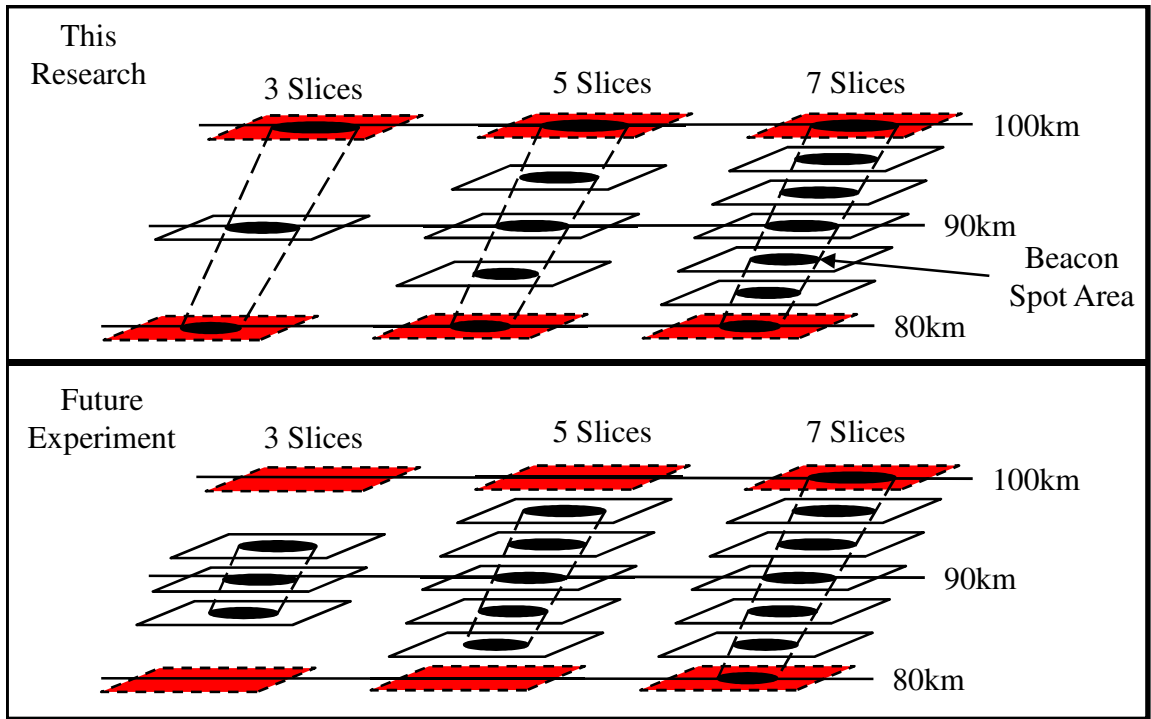 This
Research
3 Slices
5 Slices
7 Slices
100km
90km
Beacon
Spot Area
80km
Future
Experiment
3 Slices
5 Slices
7 Slices
100km
90km
80km